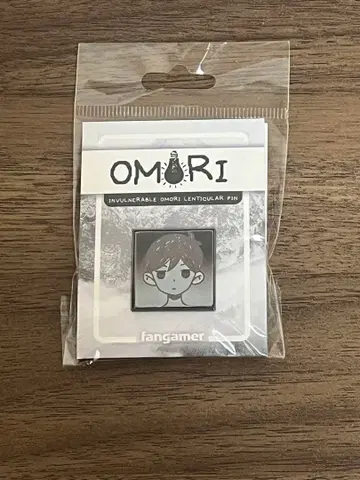 OMORI
INVULNERABLE OMORI LENTICULAR PIN
fangamer